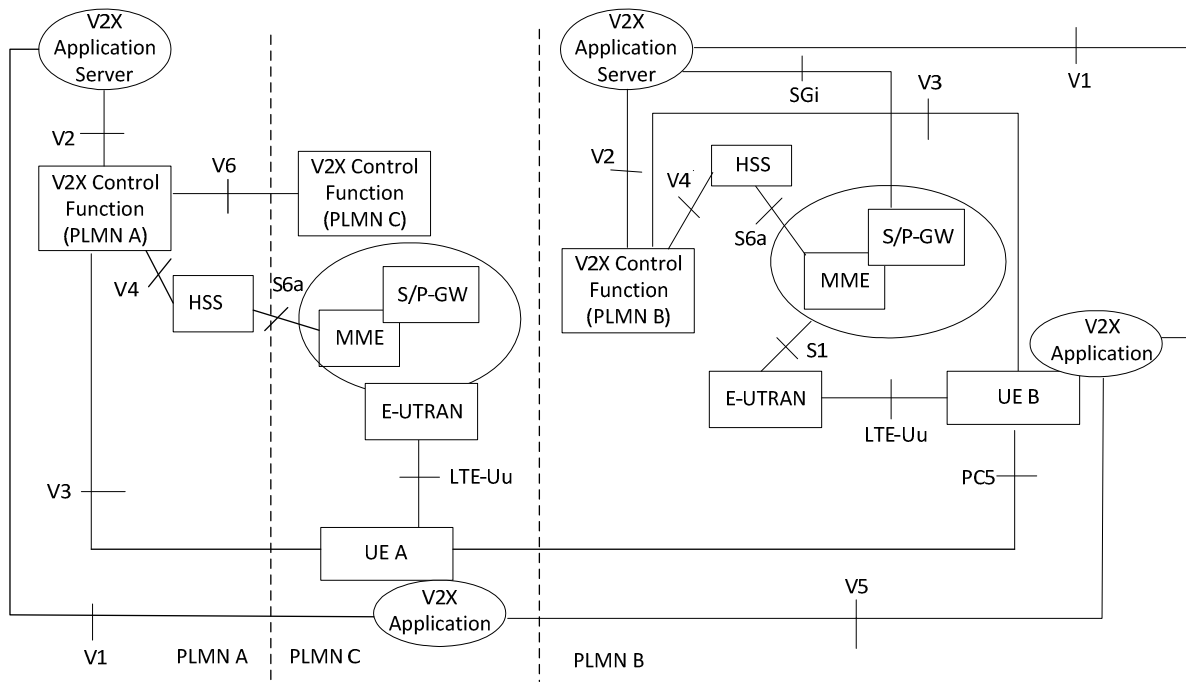 V2X
Application
Server
V2
V2X Control
Function
(PLMN A)
V6
V2X Control
Function
(PLMN C)
V4
HSS
S6a
S/P-GW
MME
E-UTRAN
LTE-Uu
V3
UE A
V2X
Application
V1
PLMN A
PLMN C
V2X
Application
Server
V1
SGi
V3
V2
HSS
V4
S6a
S/P-GW
MME
V2X Control
Function
(PLMN B)
S1
V2X
Application
E-UTRAN
UE B
LTE-Uu
PC5
V5
PLMN B